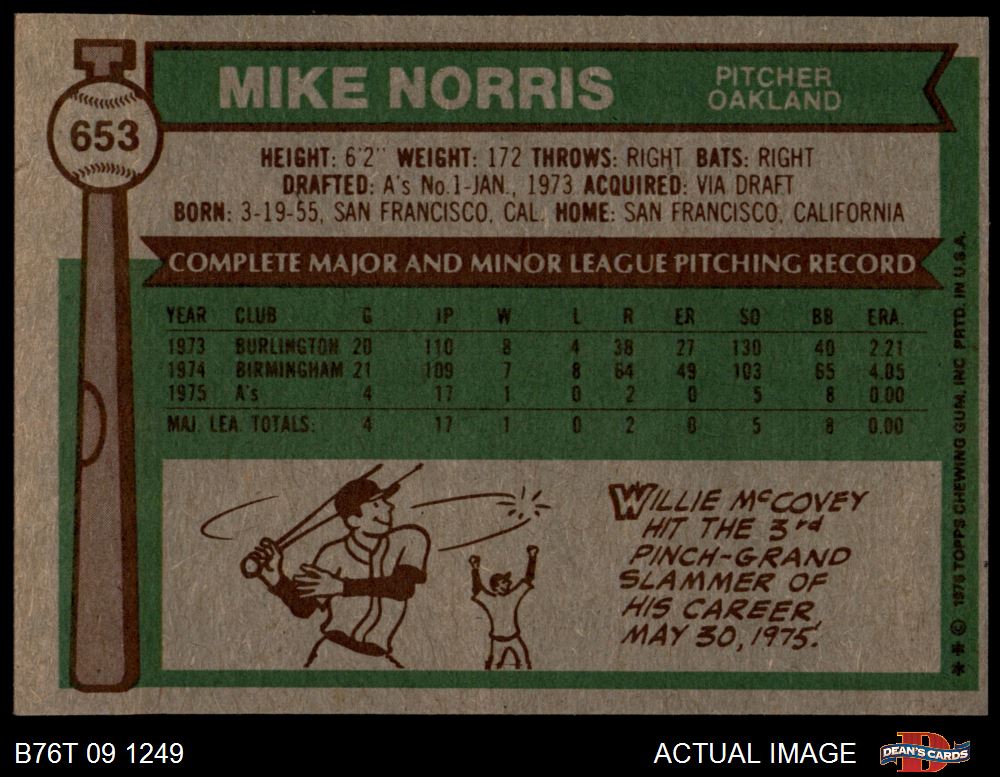 653
MIKE NORRIS
PITCHER
OAKLAND
HEIGHT: 6'2" WEIGHT: 172 THROWS: RIGHT BATS: RIGHT
DRAFTED: A's No.1-JAN., 1973 ACQUIRED: VIA DRAFT
BORN: 3-19-55, SAN FRANCISCO, CAL. HOME: SAN FRANCISCO, CALIFORNIA
COMPLETE MAJOR AND MINOR LEAGUE PITCHING RECORD
YEAR CLUB G IP W L R ER SO BB ERA.
1973 BURLINGTON 20 110 8 4 38 27 130 40 2.21
1974 BIRMINGHAM 21 109 7 8 64 49 103 65 4.05
1975 A's 4 17 1 0 2 0 5 8 0.00
MAJ. LEA. TOTALS: 4 17 1 0 2 0 5 8 0.00
WILLIE McCOVEY
HIT THE 3rd
PINCH-GRAND
SLAMMER OF
HIS CAREER,
MAY 30, 1975.
** © 1976 TOPPS CHEWING GUM, INC. PRTD. IN U.S.A.
B76T 09 1249
ACTUAL IMAGE
D
DEAN'S CARDS